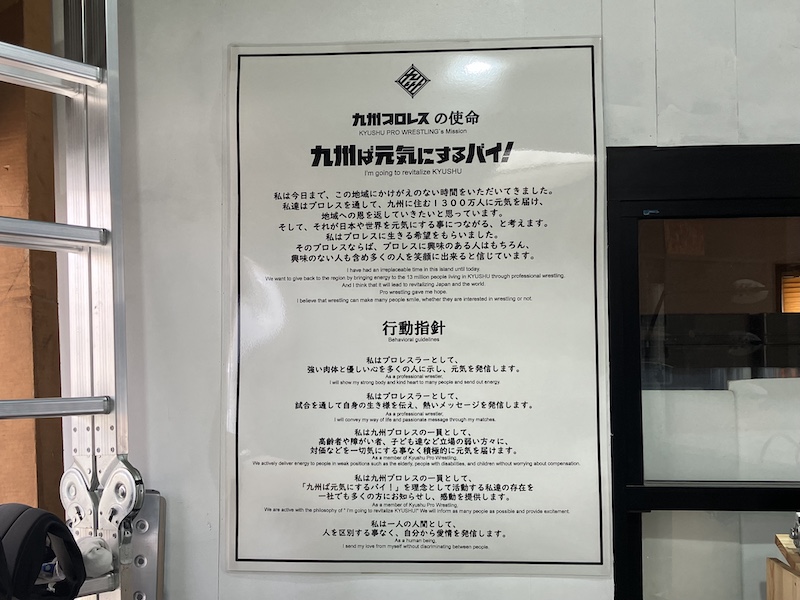 九州プロレスの使命
KYUSHU PRO WRESTLING's Mission
九州ば元気にするバイ!
I'm going to revitalize KYUSHU
私は今日まで、この地域にかけがえのない時間をいただいてきました。
私達はプロレスを通して、九州に住む1300万人に元気を届け、
地域への恩を返していきたいと思っています。
そして、それが日本や世界を元気にする事につながる、と考えます。
私はプロレスに生きる希望をもらいました。
そのプロレスならば、プロレスに興味のある人はもちろん、
興味のない人も含め多くの人を笑顔に出来ると信じています。
I have had an irreplaceable time in this island until today.
We want to give back to the region by bringing energy to the 13 million people living in KYUSHU through professional wrestling.
And I think that it will lead to revitalizing Japan and the world.
Pro wrestling gave me hope.
I believe that wrestling can make many people smile, whether they are interested in wrestling or not.
行動指針
Behavioral guidelines
私はプロレスラーとして、
強い肉体と優しい心を多くの人に示し、元気を発信します。
As a professional wrestler,
I will show my strong body and kind heart to many people and send out energy.
私はプロレスラーとして、
試合を通して自身の生き様を伝え、熱いメッセージを発信します。
As a professional wrestler,
I will convey my way of life and passionate message through my matches.
私は九州プロレスの一員として、
高齢者や障がい者、子ども達など立場の弱い方々に、
対価などを一切気にする事なく積極的に元気を届けます。
As a member of Kyushu Pro Wrestling,
We actively deliver energy to people in weak positions such as the elderly, people with disabilities, and children without worrying about compensation.
私は九州プロレスの一員として、
「九州ば元気にするバイ!」を理念として活動する私達の存在を
一社でも多くの方にお知らせし、感動を提供します。
As a member of Kyushu Pro Wrestling,
We are active with the philosophy of " I'm going to revitalize KYUSHU!" We will inform as many people as possible and provide excitement.
私は一人の人間として、
人を区別する事なく、自分から愛情を発信します。
As a human being,
I send my love from myself without discriminating between people.